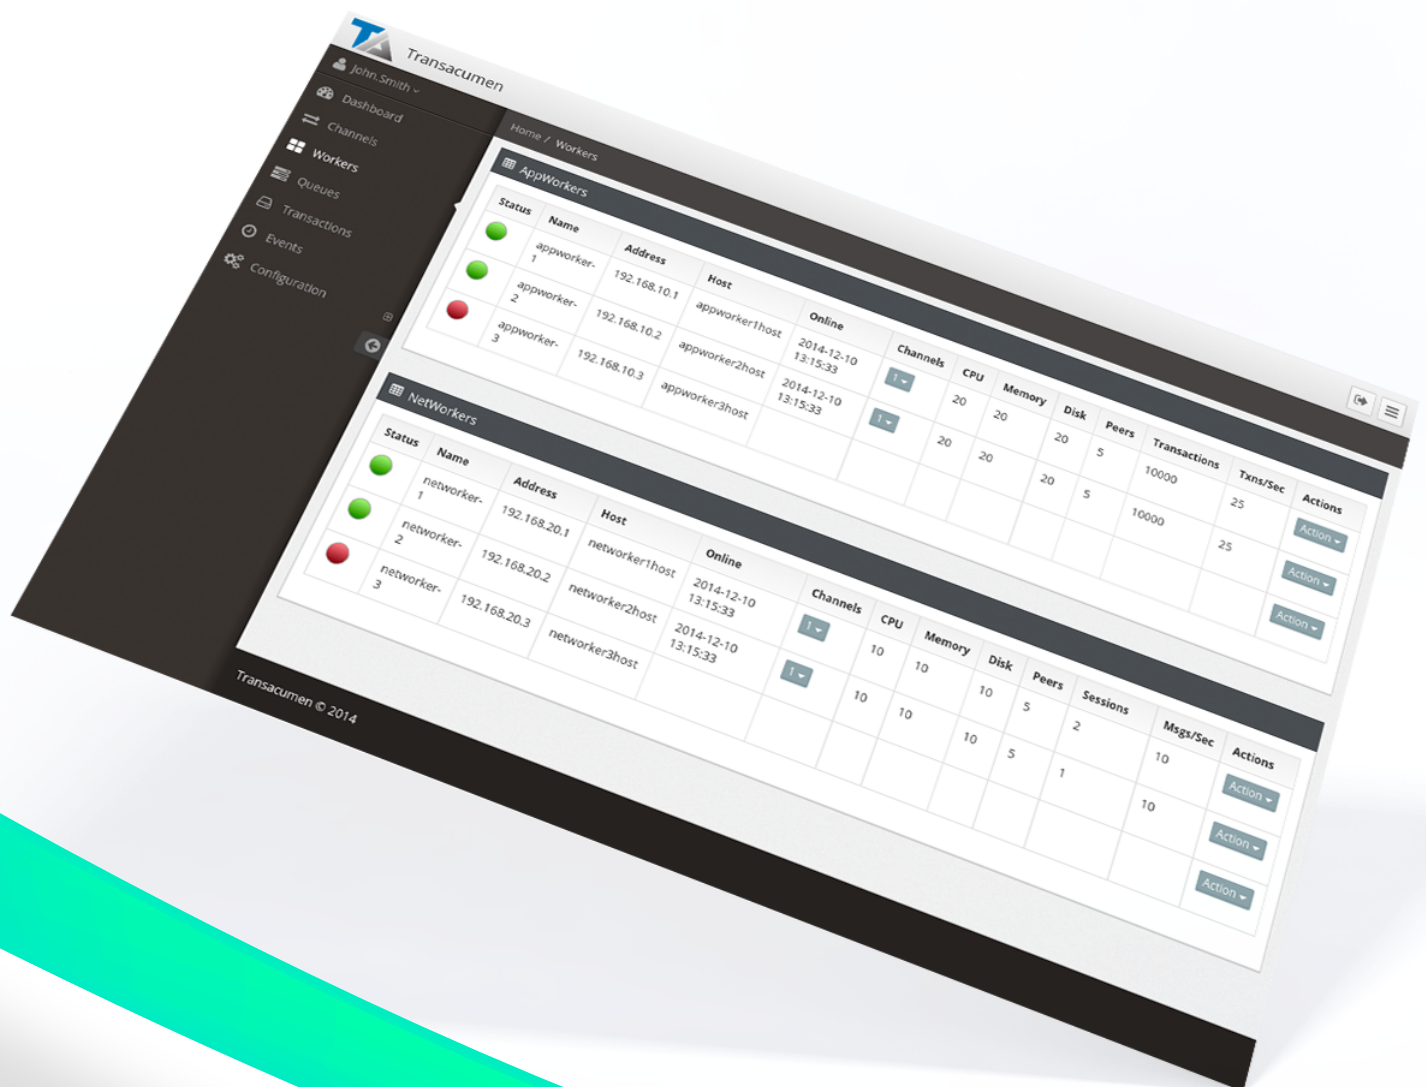 TA Transacumen
John.Smith
Dashboard
Channels
Workers
Queues
Transactions
Events
Configuration
Home / Workers
AppWorkers
Status Name Address Host Online Channels CPU Memory Disk Peers Transactions Txns/Sec Actions
appworker-1 192.168.10.1 appworker1host 2014-12-10 13:15:33 1 20 20 20 5 10000 25 Action
appworker-2 192.168.10.2 appworker2host 2014-12-10 13:15:33 1 20 20 20 5 10000 25 Action
appworker-3 192.168.10.3 appworker3host Action
NetWorkers
Status Name Address Host Online Channels CPU Memory Disk Peers Sessions Msgs/Sec Actions
networker-1 192.168.20.1 networker1host 2014-12-10 13:15:33 1 10 10 10 5 2 10 Action
networker-2 192.168.20.2 networker2host 2014-12-10 13:15:33 1 10 10 10 5 1 10 Action
networker-3 192.168.20.3 networker3host Action
Transacumen © 2014